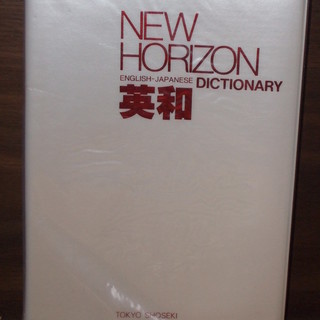 NEW
HORIZON
ENGLISH-JAPANESE DICTIONARY
英和
TOKYO SHOSEKI